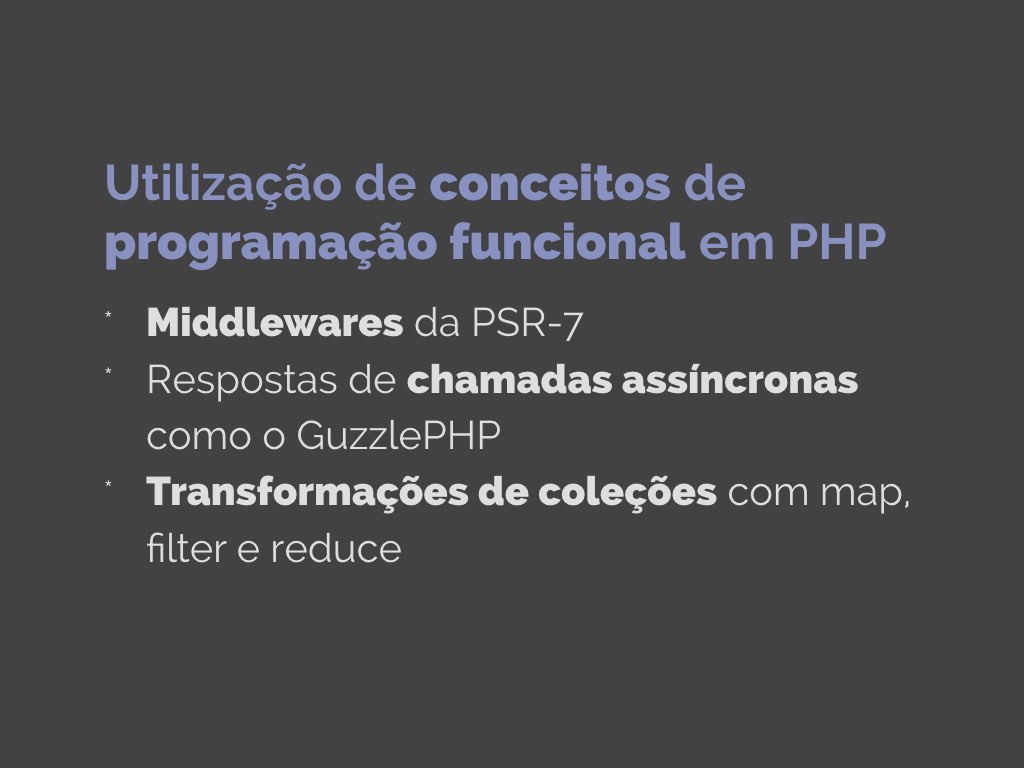 Utilização de conceitos de
programação funcional em PHP
* Middlewares da PSR-7
* Respostas de chamadas assíncronas
como o GuzzlePHP
* Transformações de coleções com map,
filter e reduce